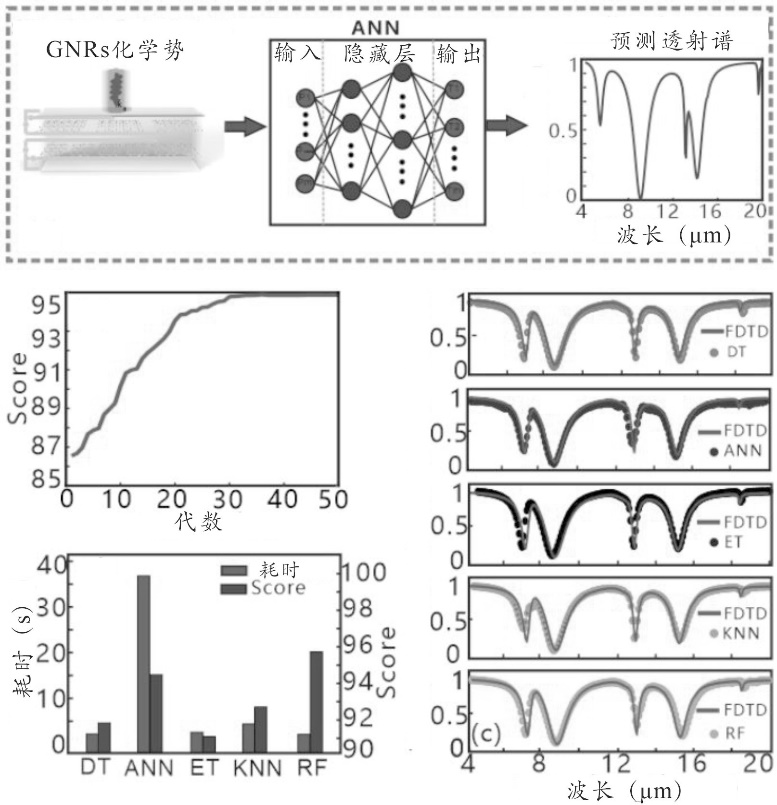 ANN
GNRs化学势
输入 隐藏层 输出
预测透射谱
1
0.5
0
4 8 12 16 20
波长 (μm)
Score
95
93
91
89
87
85
0 10 20 30 40 50
代数
耗时 (s)
40
30
20
10
0
耗时
Score
100
98
96
94
92
90
Score
DT ANN ET KNN RF
1
0.5
0
FDTD
DT
1
0.5
0
FDTD
ANN
1
0.5
0
FDTD
ET
1
0.5
0
FDTD
KNN
1
0.5
0
FDTD
RF
(c)
4 8 12 16 20
波长 (μm)